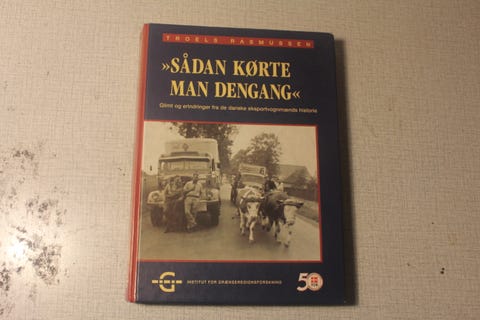 TROELS RASMUSSEN
»SÅDAN KØRTE
MAN DENGANG«
Glimt og erindringer fra de danske eksportvognmænds historie
G
INSTITUT FOR GRÆNSEREGIONSFORSKNING
50